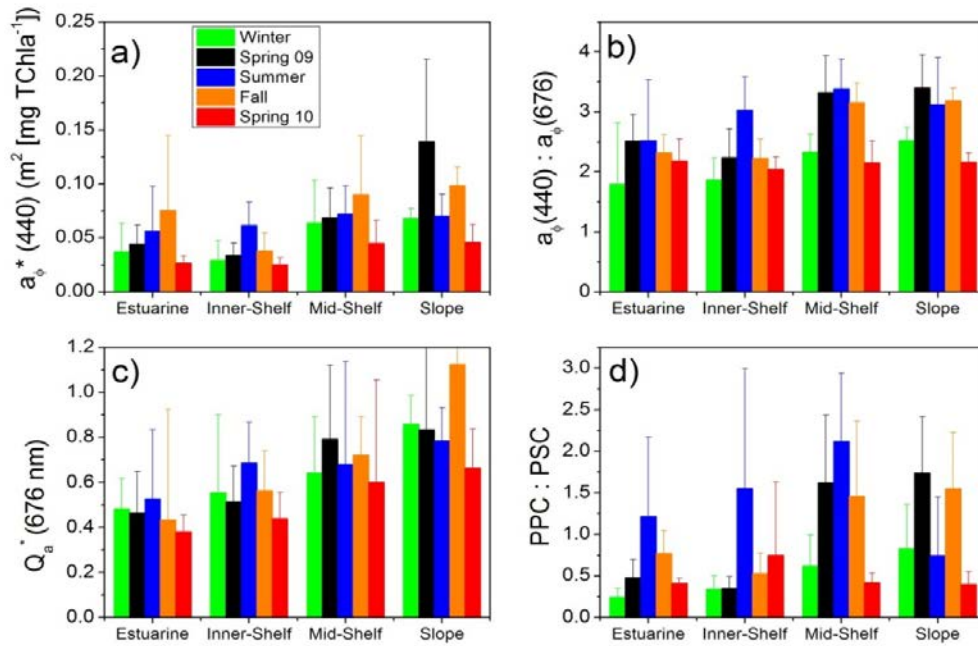 a)
Winter
Spring 09
Summer
Fall
Spring 10
aϕ* (440) (m² [mg TChla⁻¹])
0.25
0.20
0.15
0.10
0.05
0.00
Estuarine Inner-Shelf Mid-Shelf Slope
b)
aϕ(440) : aϕ(676)
4
3
2
1
0
Estuarine Inner-Shelf Mid-Shelf Slope
c)
Qa* (676 nm)
1.2
1.0
0.8
0.6
0.4
0.2
0.0
Estuarine Inner-Shelf Mid-Shelf Slope
d)
PPC : PSC
3.0
2.5
2.0
1.5
1.0
0.5
0.0
Estuarine Inner-Shelf Mid-Shelf Slope